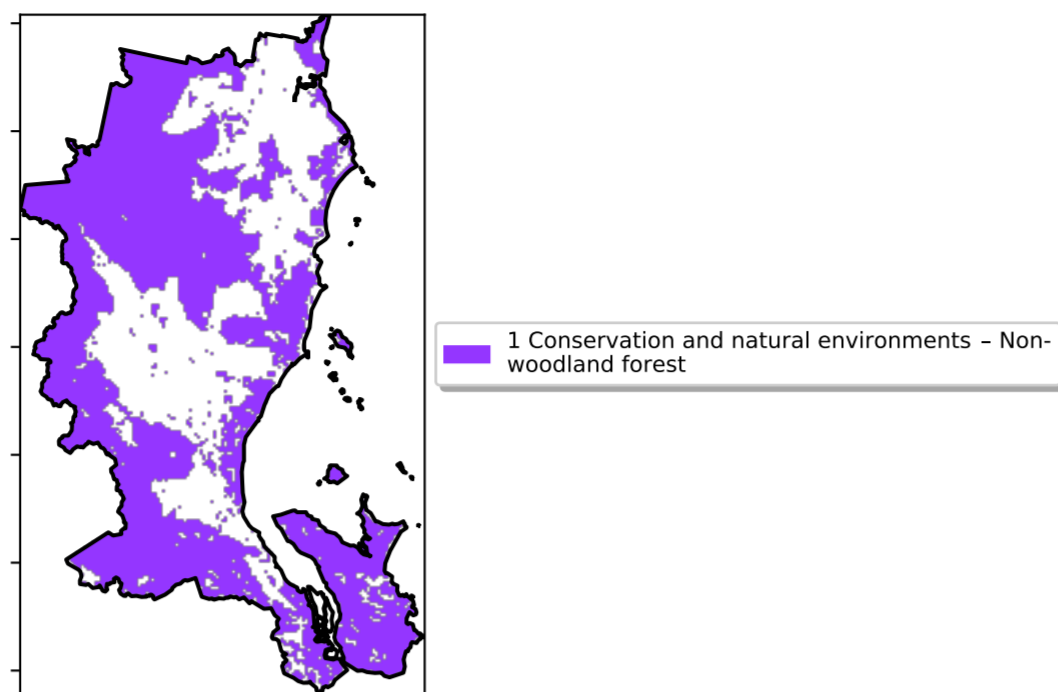 1 Conservation and natural environments – Non-
woodland forest